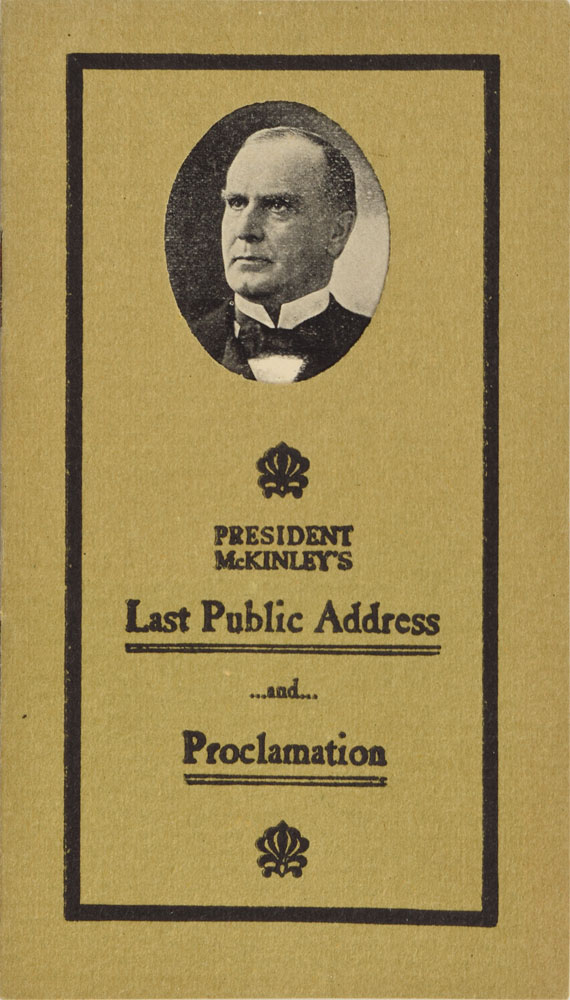 PRESIDENT
McKINLEY'S
Last Public Address
...and...
Proclamation